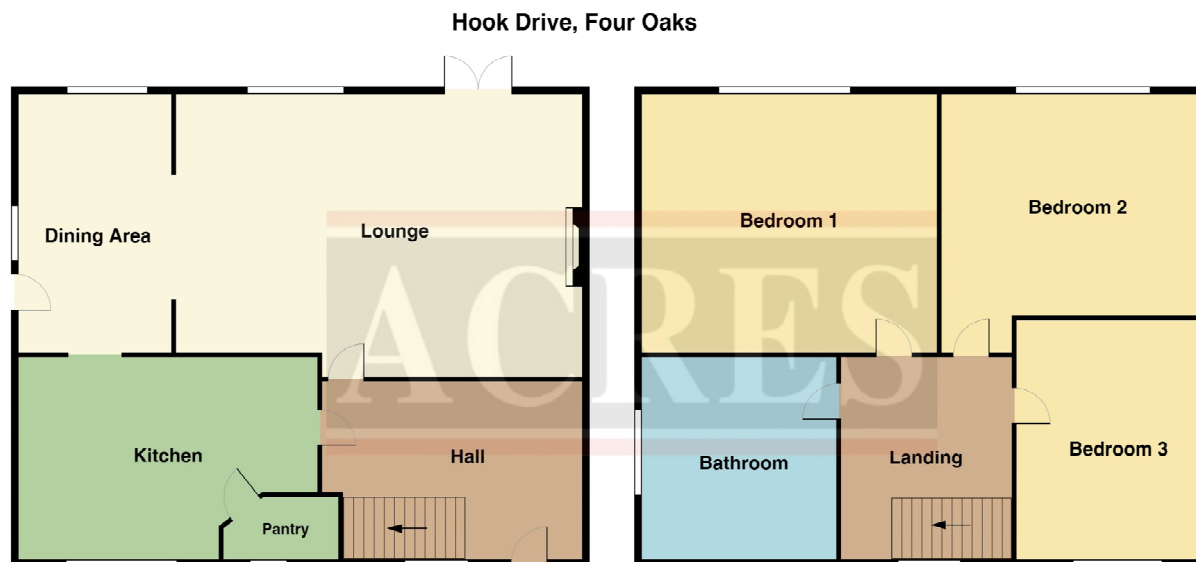 Hook Drive, Four Oaks
Dining Area
Lounge
Kitchen
Hall
Pantry
Bedroom 1
Bedroom 2
Bathroom
Landing
Bedroom 3
ACRES